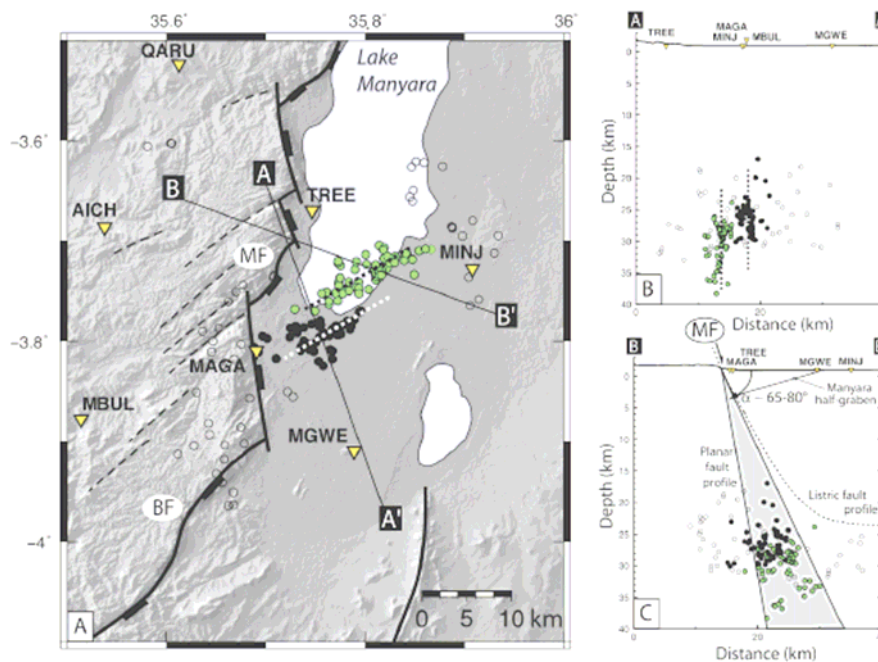 35.6 35.8 36
QARU
Lake
Manyara
-3.6
A
B
TREE
AICH
MF
MINJ
B'
-3.8
MAGA
MBUL
MGWE
BF
A'
-4
0 5 10 km
A
A
MAGA
TREE MINJ MBUL MGWE
0
5
10
15
20
25
30
35
40
Depth (km)
B
0 20 40
Distance (km)
MF
B
TREE
MAGA MGWE MINJ
0
5
10
15
20
25
30
35
40
Depth (km)
α ~ 65-80°
Manyara
half-graben
Planar
fault
profile
Listric fault
profile
C
0 20 40
Distance (km)